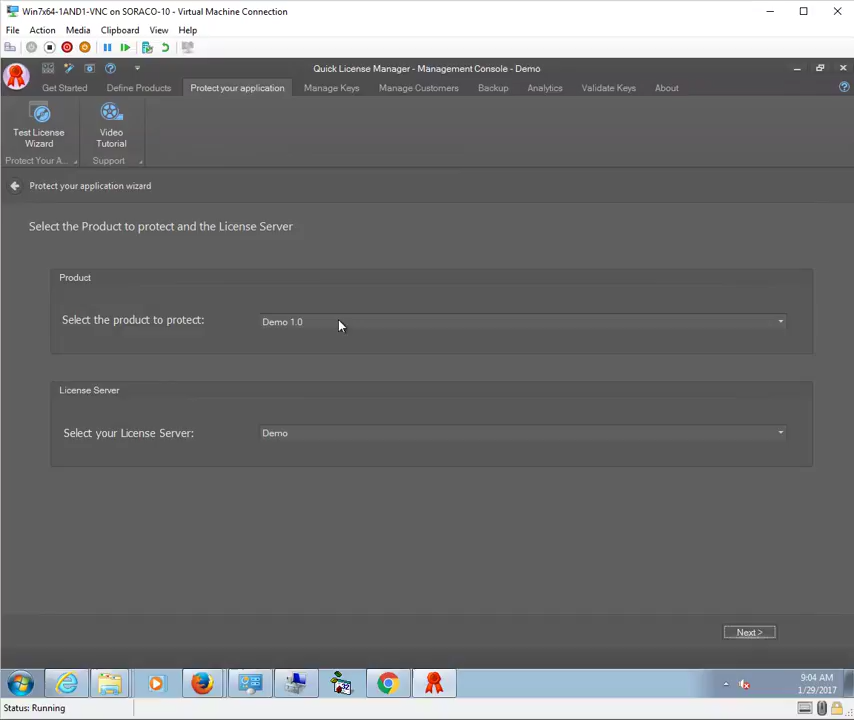 Win7x64-1AND1-VNC on SORACO-10 - Virtual Machine Connection
File Action Media Clipboard View Help
Quick License Manager - Management Console - Demo
Get Started Define Products Protect your application Manage Keys Manage Customers Backup Analytics Validate Keys About
Test License
Wizard
Video
Tutorial
Protect Your A... Support
Protect your application wizard
Select the Product to protect and the License Server
Product
Select the product to protect: Demo 1.0
License Server
Select your License Server: Demo
Next >
9:04 AM
1/29/2017
Status: Running